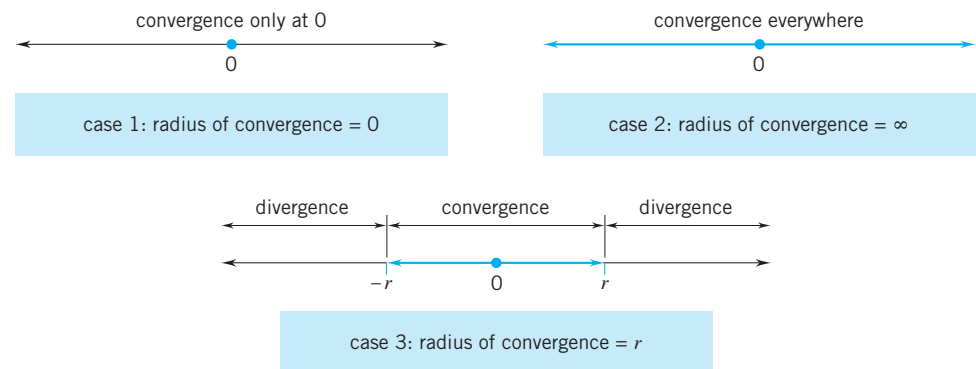 convergence only at 0
convergence everywhere
0
0
case 1: radius of convergence = 0
case 2: radius of convergence = ∞
divergence
convergence
divergence
−r
0
r
case 3: radius of convergence = r